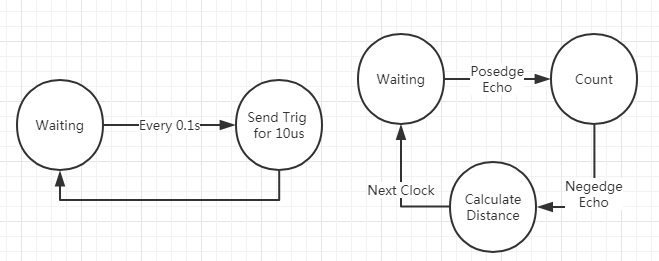 Waiting
Every 0.1s
Send Trig
for 10us
Waiting
Posedge
Echo
Count
Negedge
Echo
Calculate
Distance
Next Clock